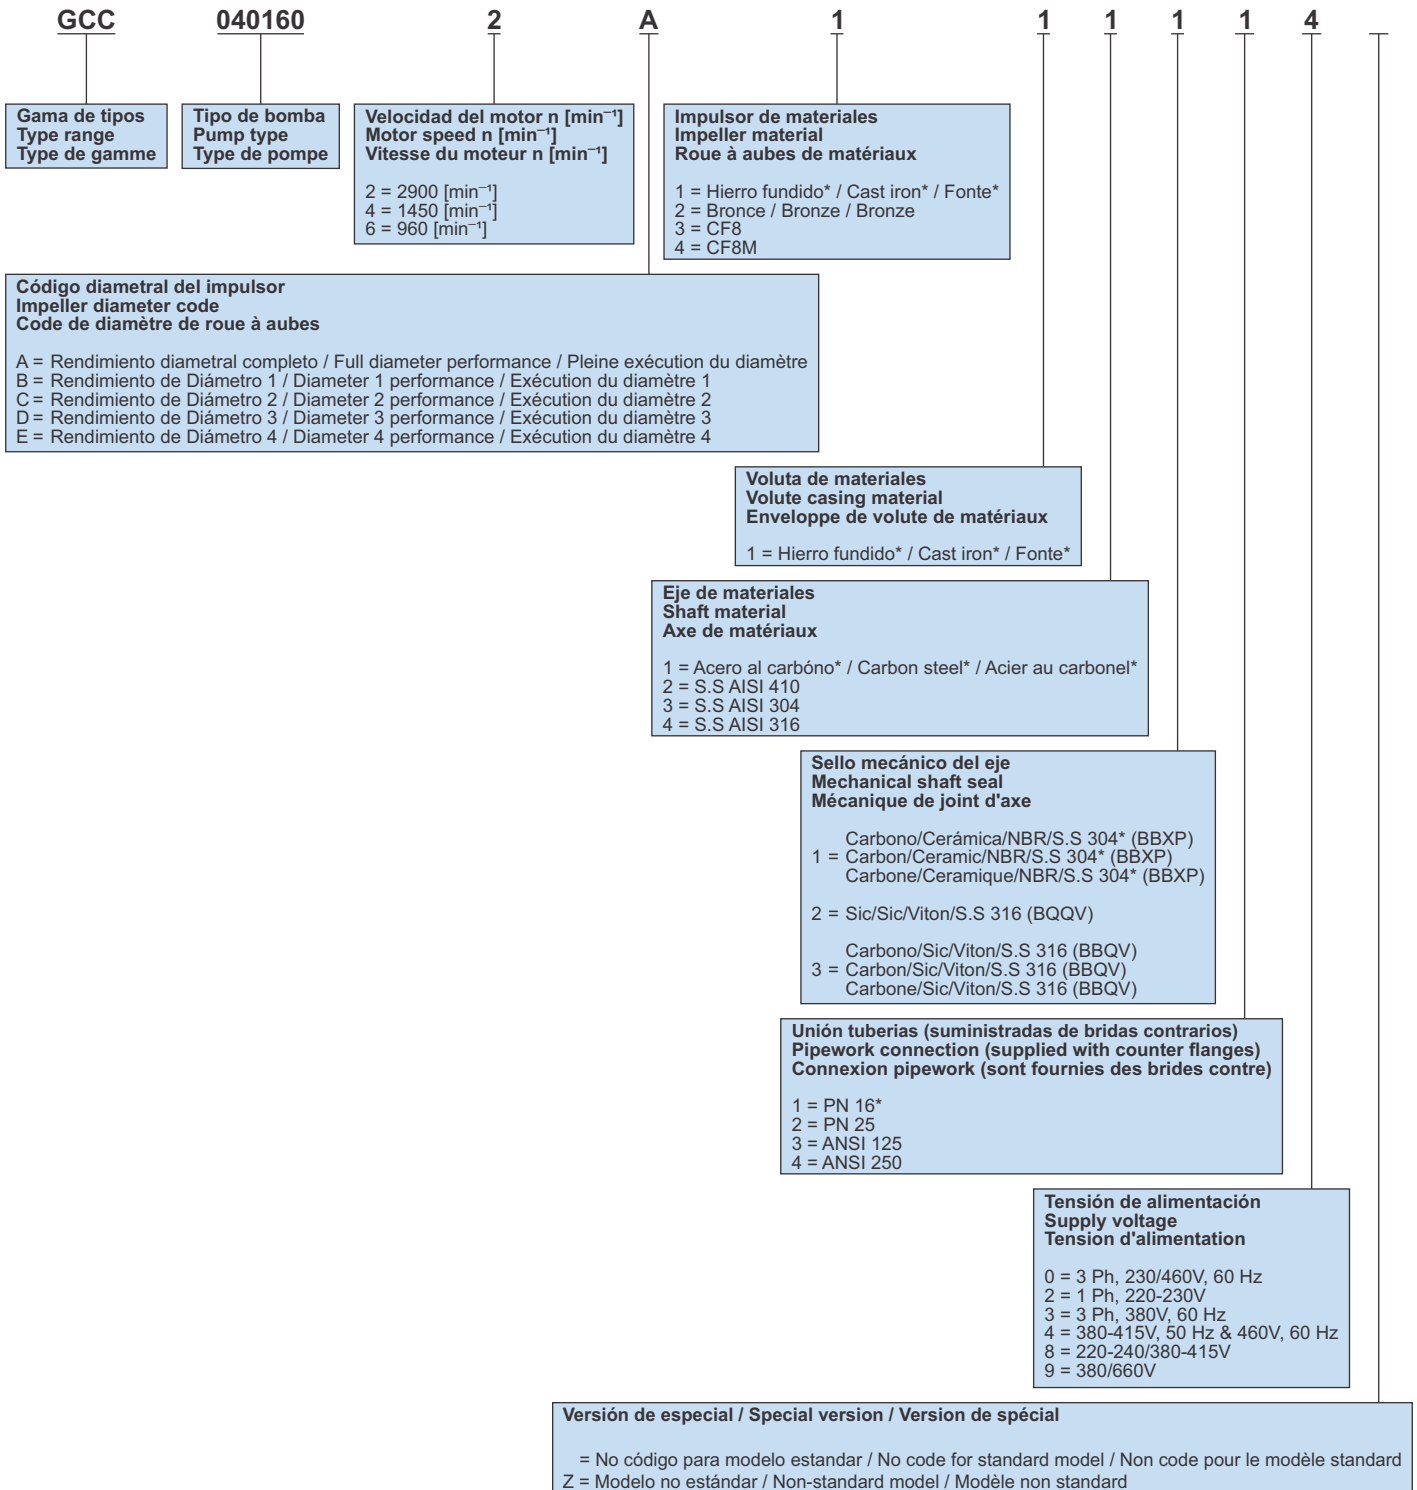 GCC 040160 2 A 1 1 1 1 1 4
Gama de tipos
Type range
Type de gamme
Tipo de bomba
Pump type
Type de pompe
Velocidad del motor n [min⁻¹]
Motor speed n [min⁻¹]
Vitesse du moteur n [min⁻¹]
2 = 2900 [min⁻¹]
4 = 1450 [min⁻¹]
6 = 960 [min⁻¹]
Impulsor de materiales
Impeller material
Roue à aubes de matériaux
1 = Hierro fundido* / Cast iron* / Fonte*
2 = Bronce / Bronze / Bronze
3 = CF8
4 = CF8M
Código diametral del impulsor
Impeller diameter code
Code de diamètre de roue à aubes
A = Rendimiento diametral completo / Full diameter performance / Pleine exécution du diamètre
B = Rendimiento de Diámetro 1 / Diameter 1 performance / Exécution du diamètre 1
C = Rendimiento de Diámetro 2 / Diameter 2 performance / Exécution du diamètre 2
D = Rendimiento de Diámetro 3 / Diameter 3 performance / Exécution du diamètre 3
E = Rendimiento de Diámetro 4 / Diameter 4 performance / Exécution du diamètre 4
Voluta de materiales
Volute casing material
Enveloppe de volute de matériaux
1 = Hierro fundido* / Cast iron* / Fonte*
Eje de materiales
Shaft material
Axe de matériaux
1 = Acero al carbóno* / Carbon steel* / Acier au carbonel*
2 = S.S AISI 410
3 = S.S AISI 304
4 = S.S AISI 316
Sello mecánico del eje
Mechanical shaft seal
Mécanique de joint d'axe
Carbono/Cerámica/NBR/S.S 304* (BBXP)
1 = Carbon/Ceramic/NBR/S.S 304* (BBXP)
Carbone/Ceramique/NBR/S.S 304* (BBXP)
2 = Sic/Sic/Viton/S.S 316 (BQQV)
Carbono/Sic/Viton/S.S 316 (BBQV)
3 = Carbon/Sic/Viton/S.S 316 (BBQV)
Carbone/Sic/Viton/S.S 316 (BBQV)
Unión tuberias (suministradas de bridas contrarios)
Pipework connection (supplied with counter flanges)
Connexion pipework (sont fournies des brides contre)
1 = PN 16*
2 = PN 25
3 = ANSI 125
4 = ANSI 250
Tensión de alimentación
Supply voltage
Tension d'alimentation
0 = 3 Ph, 230/460V, 60 Hz
2 = 1 Ph, 220-230V
3 = 3 Ph, 380V, 60 Hz
4 = 380-415V, 50 Hz & 460V, 60 Hz
8 = 220-240/380-415V
9 = 380/660V
Versión de especial / Special version / Version de spécial
= No código para modelo estandar / No code for standard model / Non code pour le modèle standard
Z = Modelo no estándar / Non-standard model / Modèle non standard